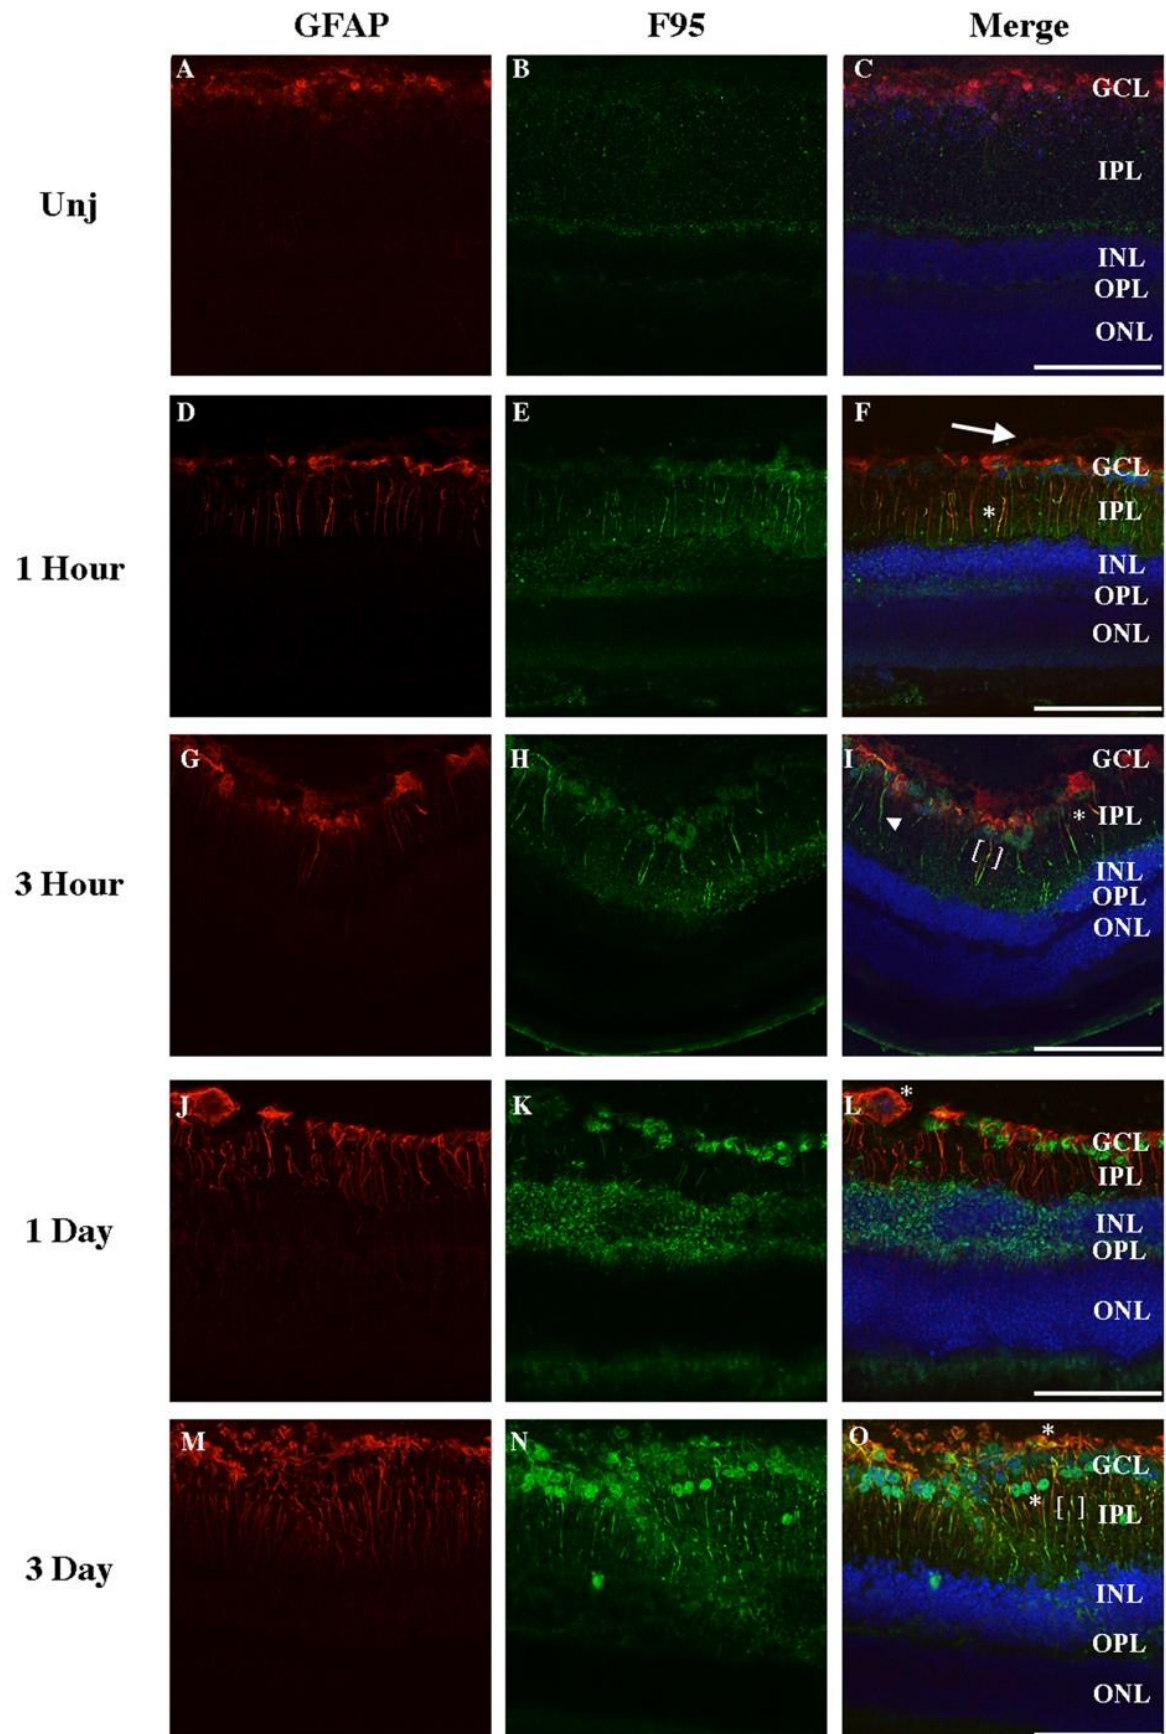 GFAP F95 Merge
Unj
A B C
GCL
IPL
INL
OPL
ONL
1 Hour
D E F
GCL
* IPL
INL
OPL
ONL
3 Hour
G H I
GCL
* IPL
[ ]
INL
OPL
ONL
1 Day
J K L *
GCL
IPL
INL
OPL
ONL
3 Day
M N O *
GCL
* [ ] IPL
INL
OPL
ONL